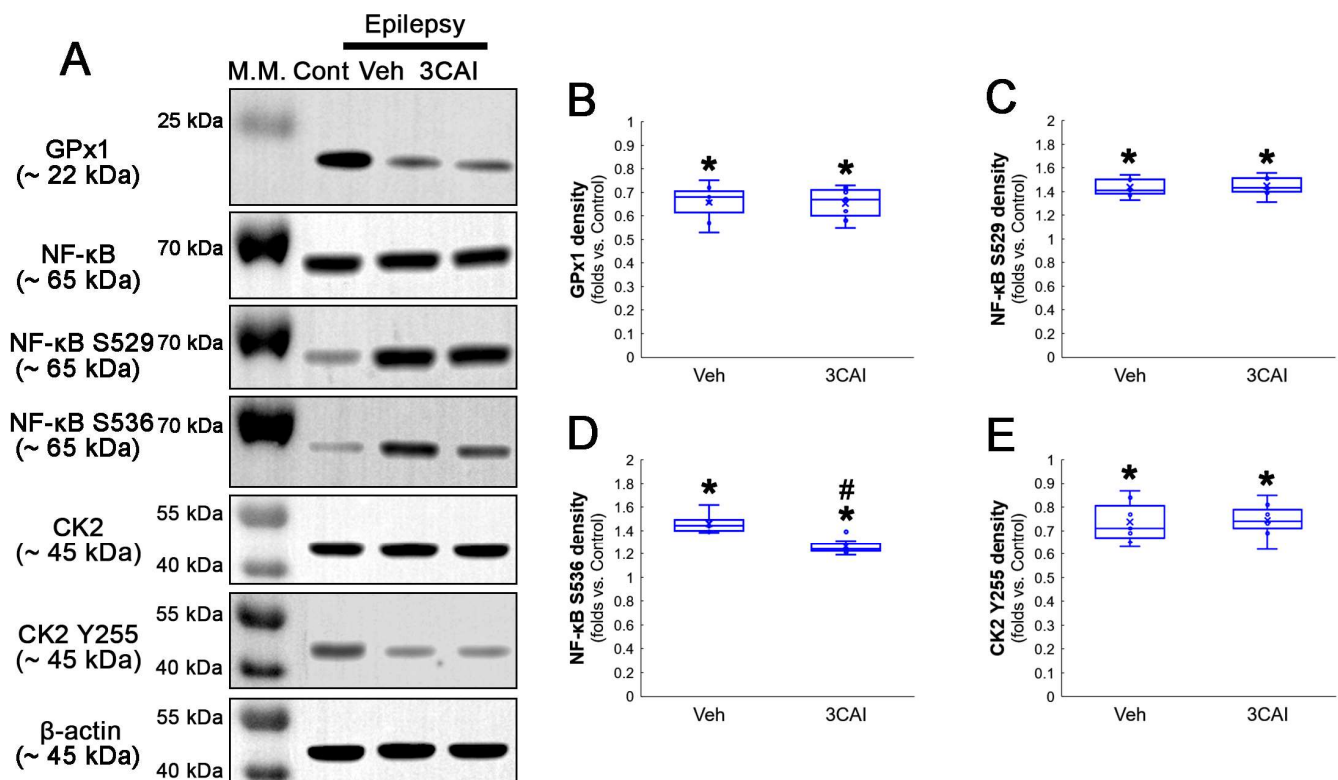 Epilepsy
A
M.M. Cont Veh 3CAI
GPx1
(~ 22 kDa)
25 kDa
NF-κB
(~ 65 kDa)
70 kDa
NF-κB S529
(~ 65 kDa)
70 kDa
NF-κB S536
(~ 65 kDa)
70 kDa
CK2
(~ 45 kDa)
55 kDa
40 kDa
CK2 Y255
(~ 45 kDa)
55 kDa
40 kDa
β-actin
(~ 45 kDa)
55 kDa
40 kDa
B
GPx1 density
(folds vs. Control)
1
0.9
0.8
0.7
0.6
0.5
0.4
0.3
0.2
0.1
0
*
*
Veh
3CAI
C
NF-κB S529 density
(folds vs. Control)
2
1.8
1.6
1.4
1.2
1
0.8
0.6
0.4
0.2
0
*
*
Veh
3CAI
D
NF-κB S536 density
(folds vs. Control)
2
1.8
1.6
1.4
1.2
1
0.8
0.6
0.4
0.2
0
*
#
*
Veh
3CAI
E
CK2 Y255 density
(folds vs. Control)
1
0.9
0.8
0.7
0.6
0.5
0.4
0.3
0.2
0.1
0
*
*
Veh
3CAI